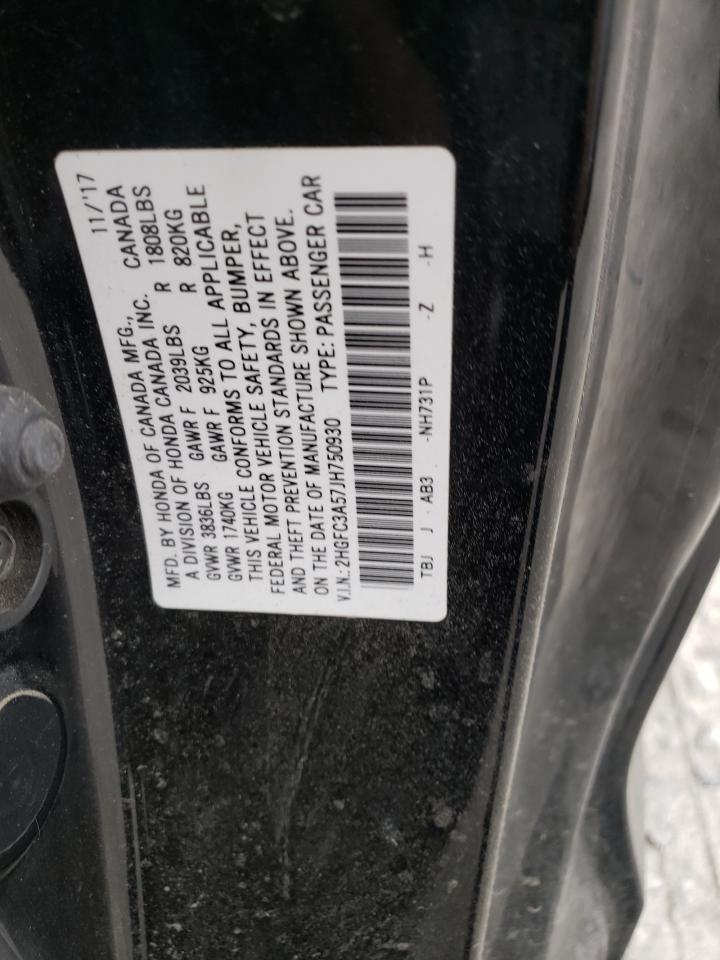 MFD. BY HONDA OF CANADA MFG., 11/'17
A DIVISION OF HONDA CANADA INC. CANADA
GVWR 3836LBS GAWR F 2039LBS R 1808LBS
GVWR 1740KG GAWR F 925KG R 820KG
THIS VEHICLE CONFORMS TO ALL APPLICABLE
FEDERAL MOTOR VEHICLE SAFETY, BUMPER,
AND THEFT PREVENTION STANDARDS IN EFFECT
ON THE DATE OF MANUFACTURE SHOWN ABOVE.
V.I.N.: 2HGFC3A57JH750930 TYPE: PASSENGER CAR
TBJ J - AB3 -NH731P -Z -H